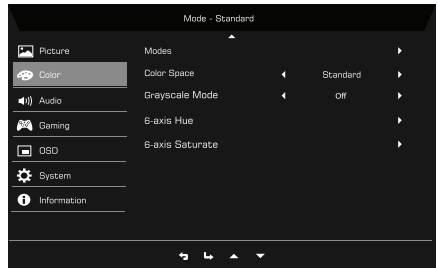 Mode - Standard
Picture
Color
Audio
Gaming
OSD
System
Information
Modes
Color Space Standard
Grayscale Mode Off
6-axis Hue
6-axis Saturate